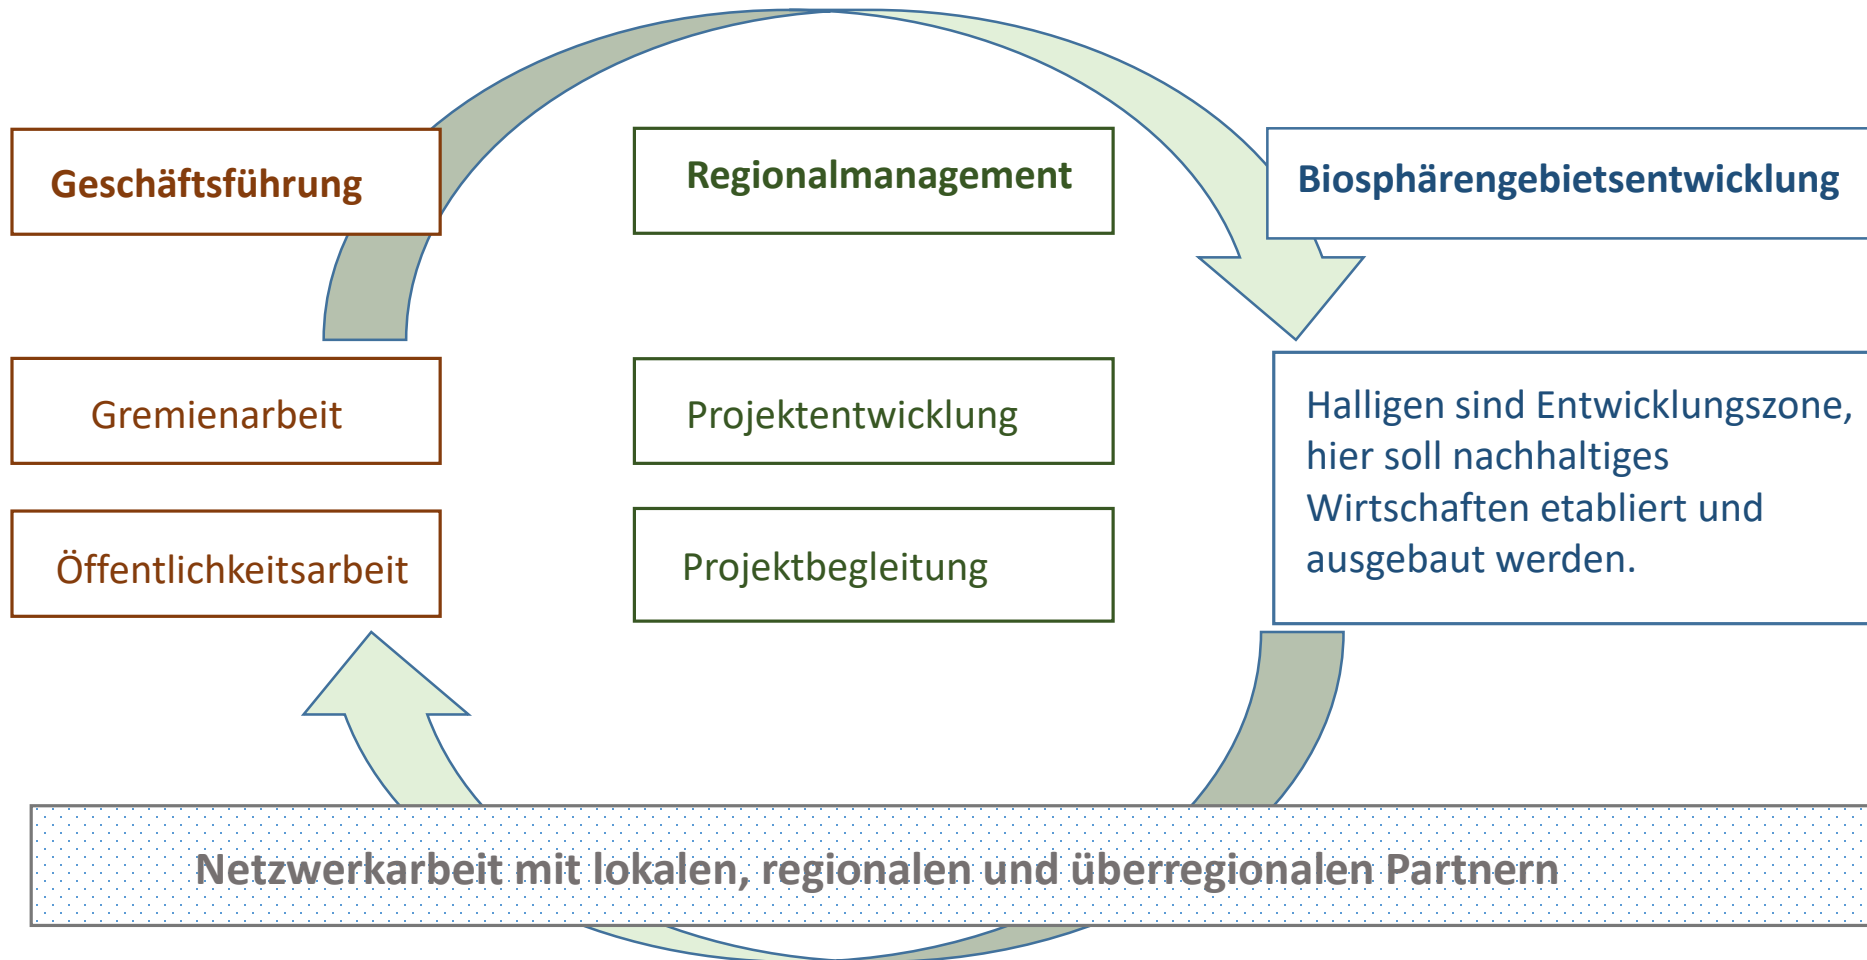 Geschäftsführung
Regionalmanagement
Biosphärengebietsentwicklung
Gremienarbeit
Projektentwicklung
Halligen sind Entwicklungszone,
hier soll nachhaltiges
Wirtschaften etabliert und
ausgebaut werden.
Öffentlichkeitsarbeit
Projektbegleitung
Netzwerkarbeit mit lokalen, regionalen und überregionalen Partnern